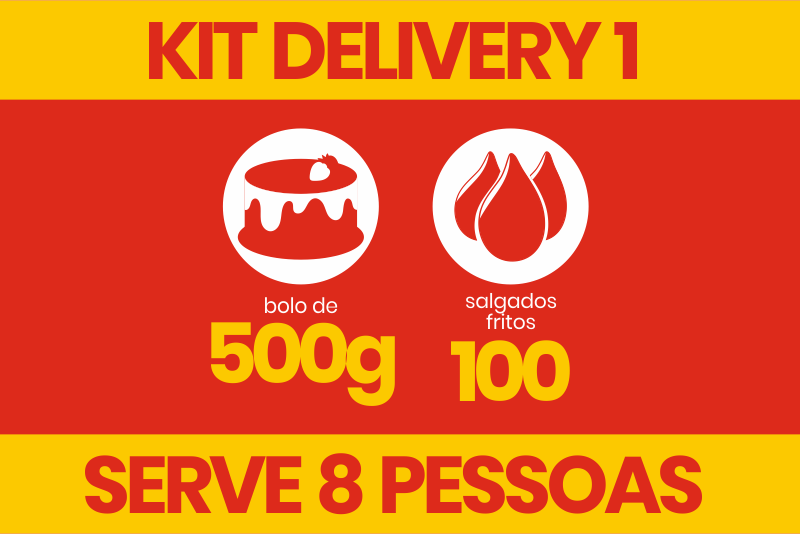 KIT DELIVERY 1
bolo de
500g
salgados
fritos
100
SERVE 8 PESSOAS